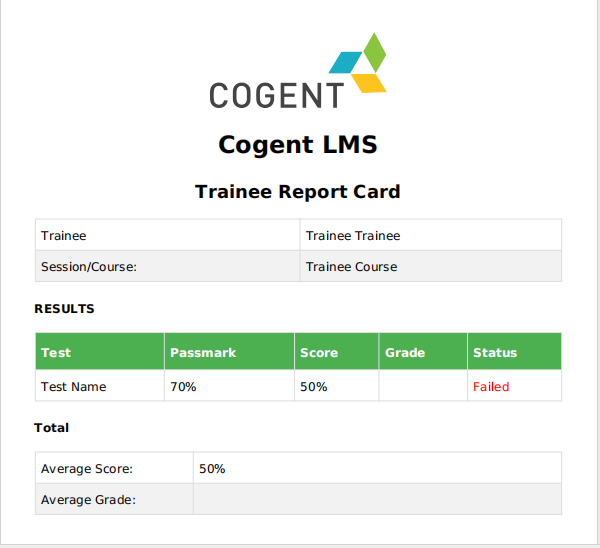 COGENT
Cogent LMS
Trainee Report Card
Trainee Trainee Trainee
Session/Course: Trainee Course
RESULTS
Test Passmark Score Grade Status
Test Name 70% 50% Failed
Total
Average Score: 50%
Average Grade: